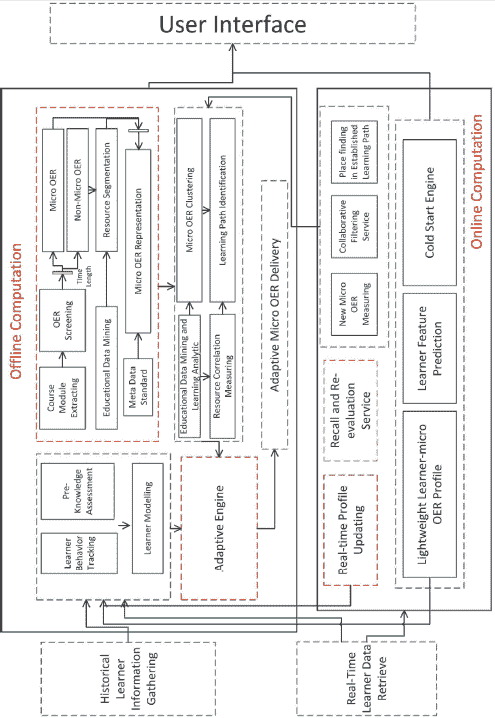 User Interface
Offline Computation
Course
Module
Extracting
OER
Screening
Time
Length
Micro OER
Non-Micro OER
Educational Data Mining
Resource Segmentation
Meta Data
Standard
Micro OER Representation
Learner
Behavior
Tracking
Pre-
Knowledge
Assessment
Learner Modelling
Educational Data Mining and
Learning Analytic
Micro OER Clustering
Resource Correlation
Measuring
Learning Path Identification
Adaptive Engine
Adaptive Micro OER Delivery
Historical
Learner
Information
Gathering
Real-Time
Learner Data
Retrieve
Real-time Profile
Updating
Recall and Re-
evaluation
Service
New Micro
OER
Measuring
Collaborative
Filtering
Service
Place finding
in Established
Learning Path
Lightweight Learner-micro
OER Profile
Learner Feature
Prediction
Cold Start Engine
Online Computation